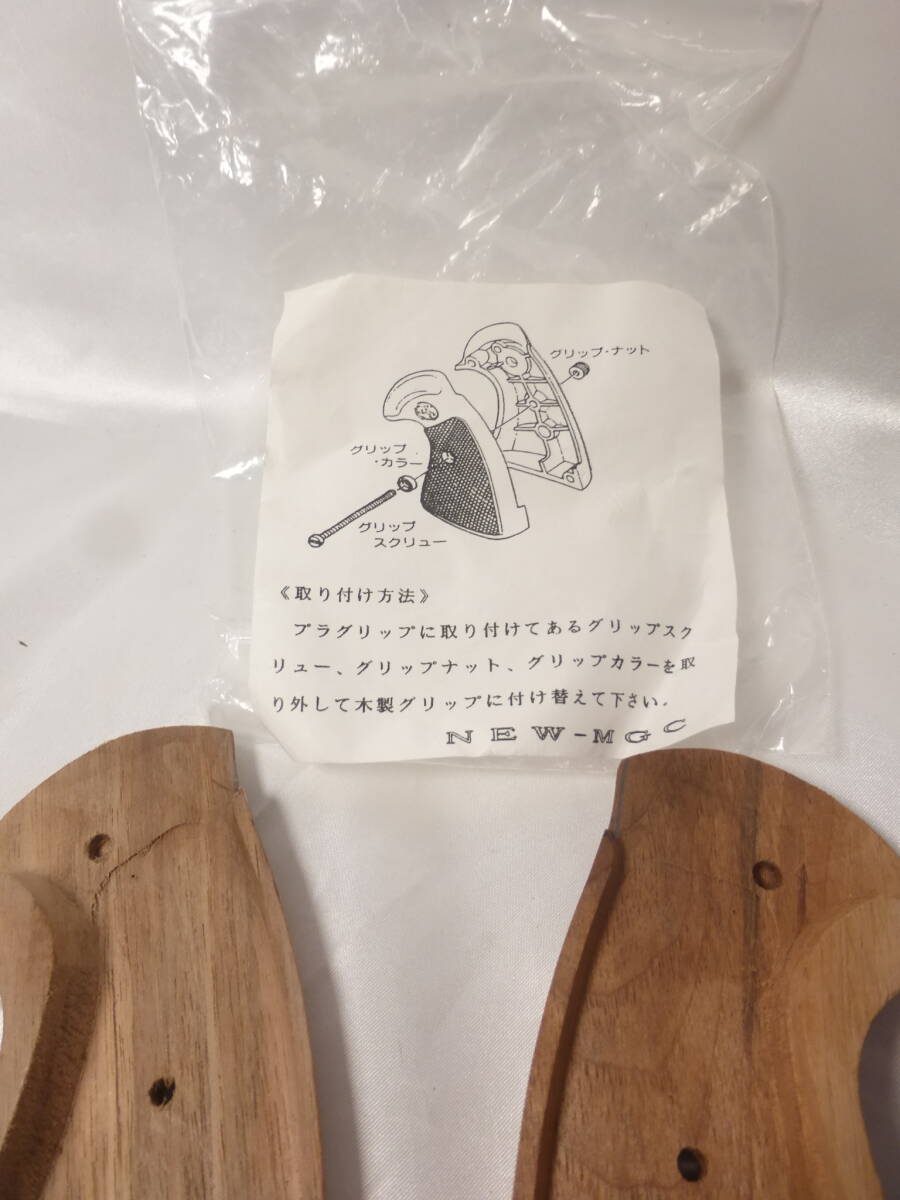 グリップ・ナット
グリップ
・カラー
グリップ
スクリュー
《取り付け方法》
プラグリップに取り付けてあるグリップスク
リュー、グリップナット、グリップカラーを取
り外して木製グリップに付け替えて下さい.
NEW-MGC